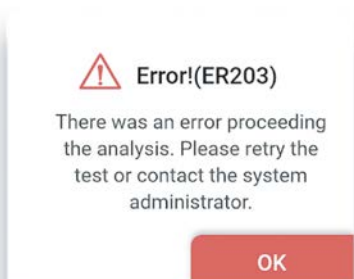 Error!(ER203)
There was an error proceeding
the analysis. Please retry the
test or contact the system
administrator.
OK